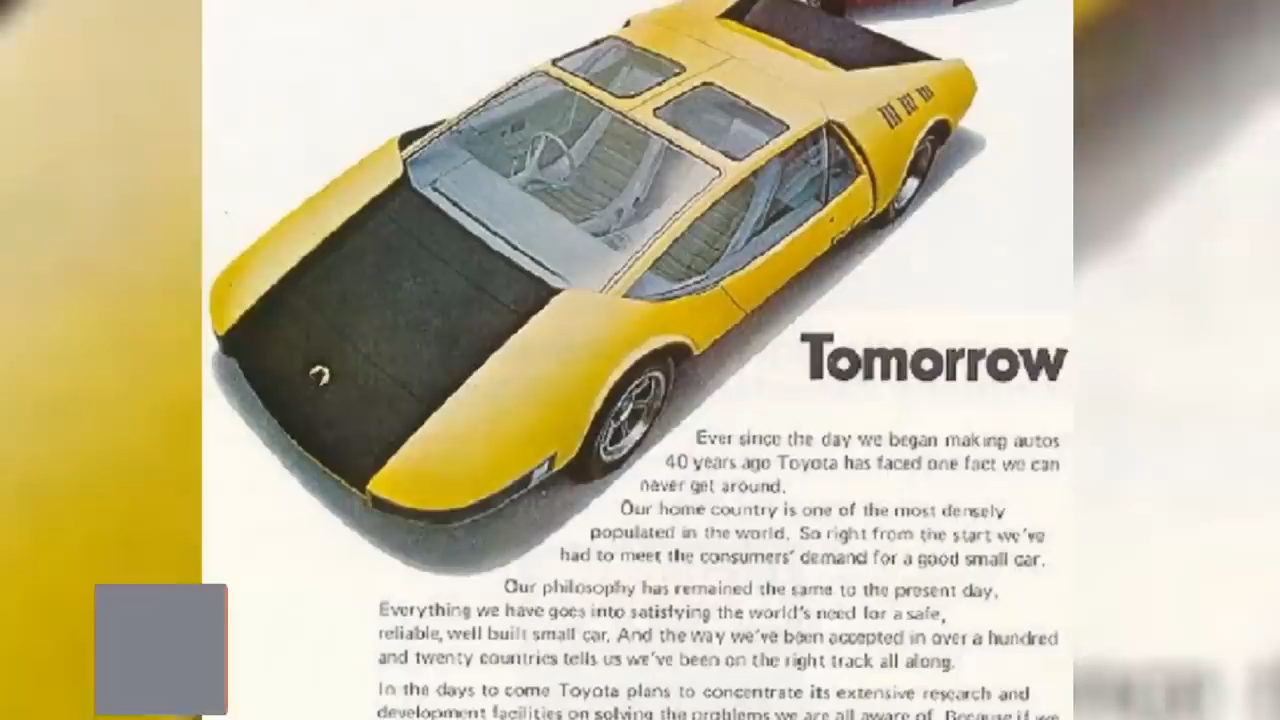 Tomorrow
Ever since the day we began making autos
40 years ago Toyota has faced one fact we can
never get around.
Our home country is one of the most densely
populated in the world. So right from the start we've
had to meet the consumers' demand for a good small car.
Our philosophy has remained the same to the present day.
Everything we have goes into satisfying the world's need for a safe,
reliable, well built small car. And the way we've been accepted in over a hundred
and twenty countries tells us we've been on the right track all along.
In the days to come Toyota plans to concentrate its extensive research and
development facilities on solving the problems we are all aware of. Because if we